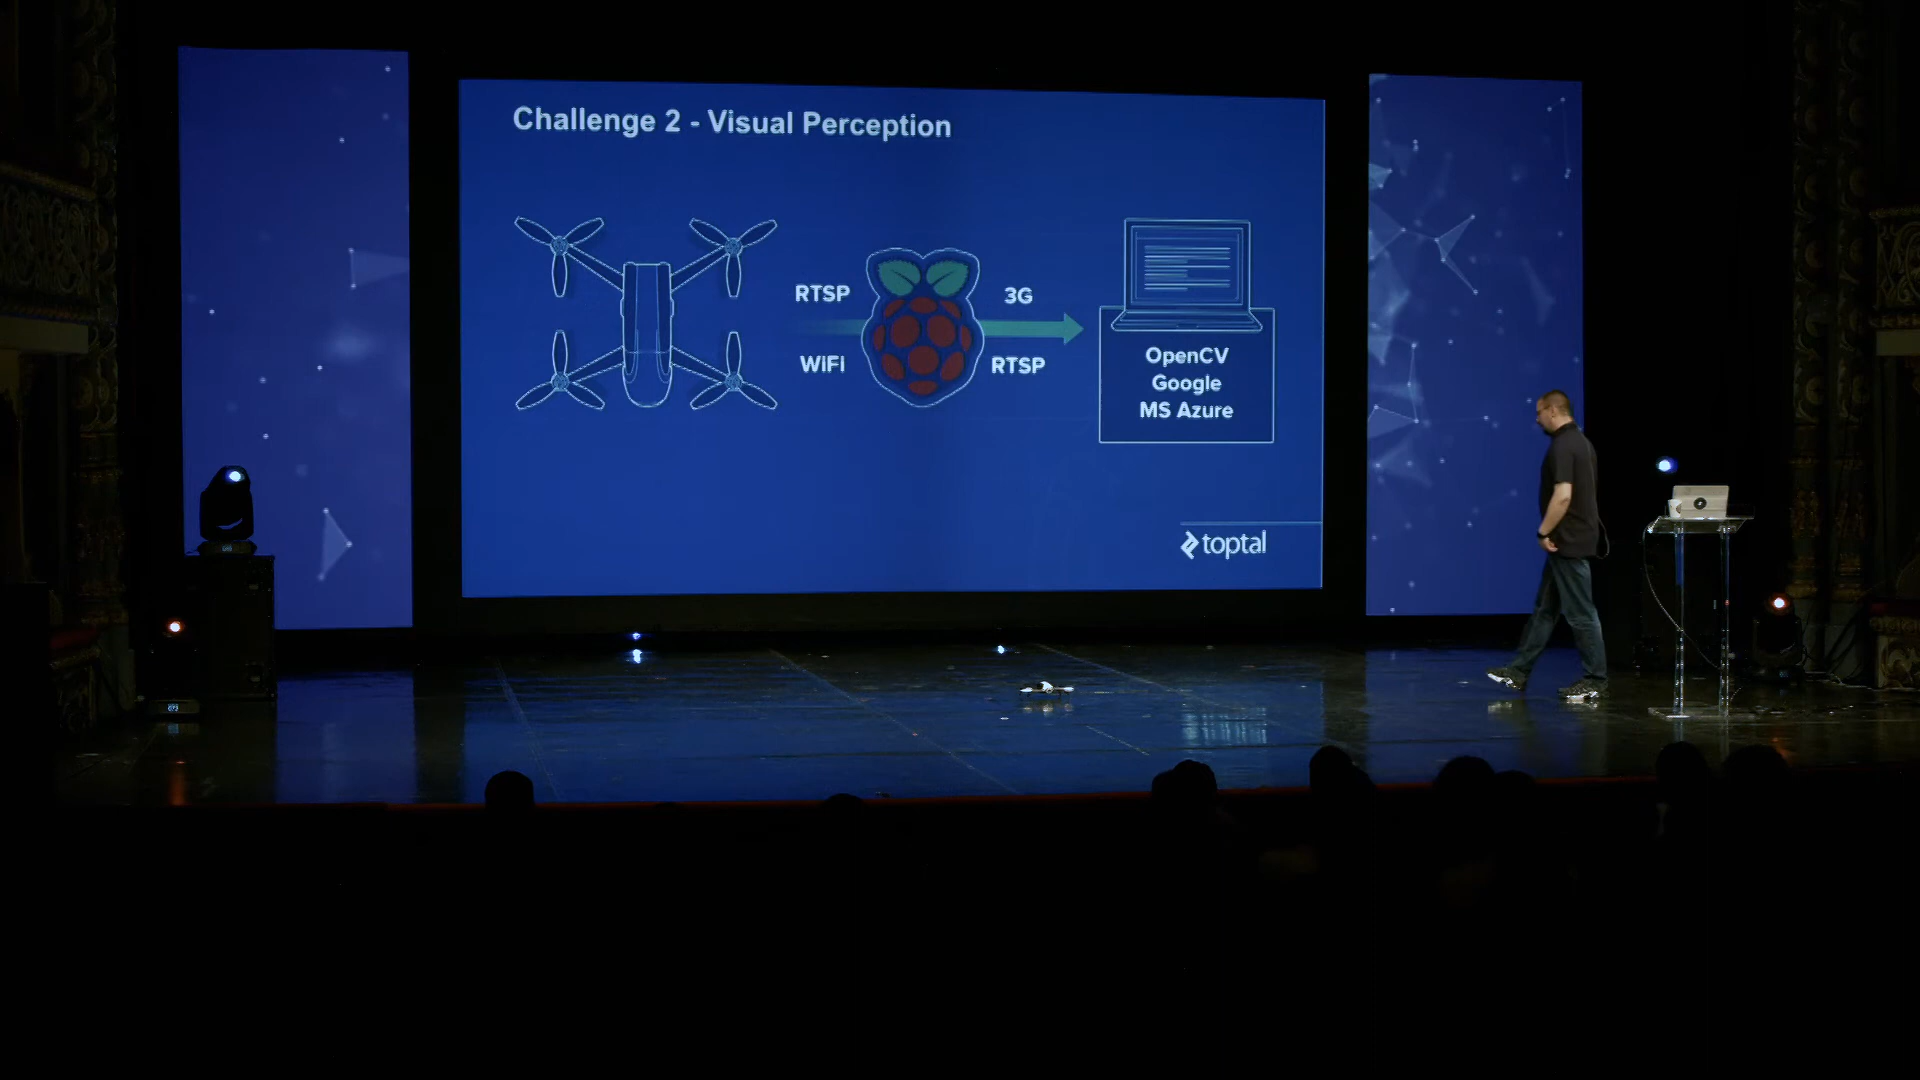 Challenge 2 - Visual Perception
RTSP
WiFi
3G
RTSP
OpenCV
Google
MS Azure
toptal